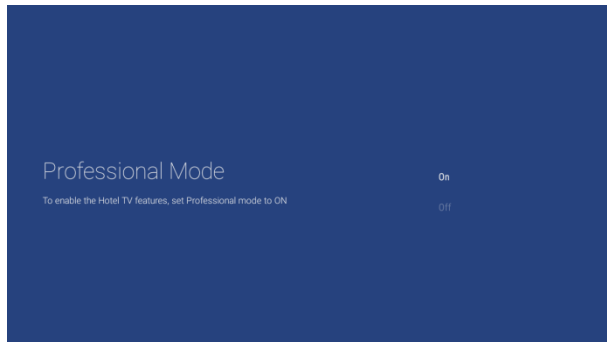 Professional Mode
To enable the Hotel TV features, set Professional mode to ON
On
Off